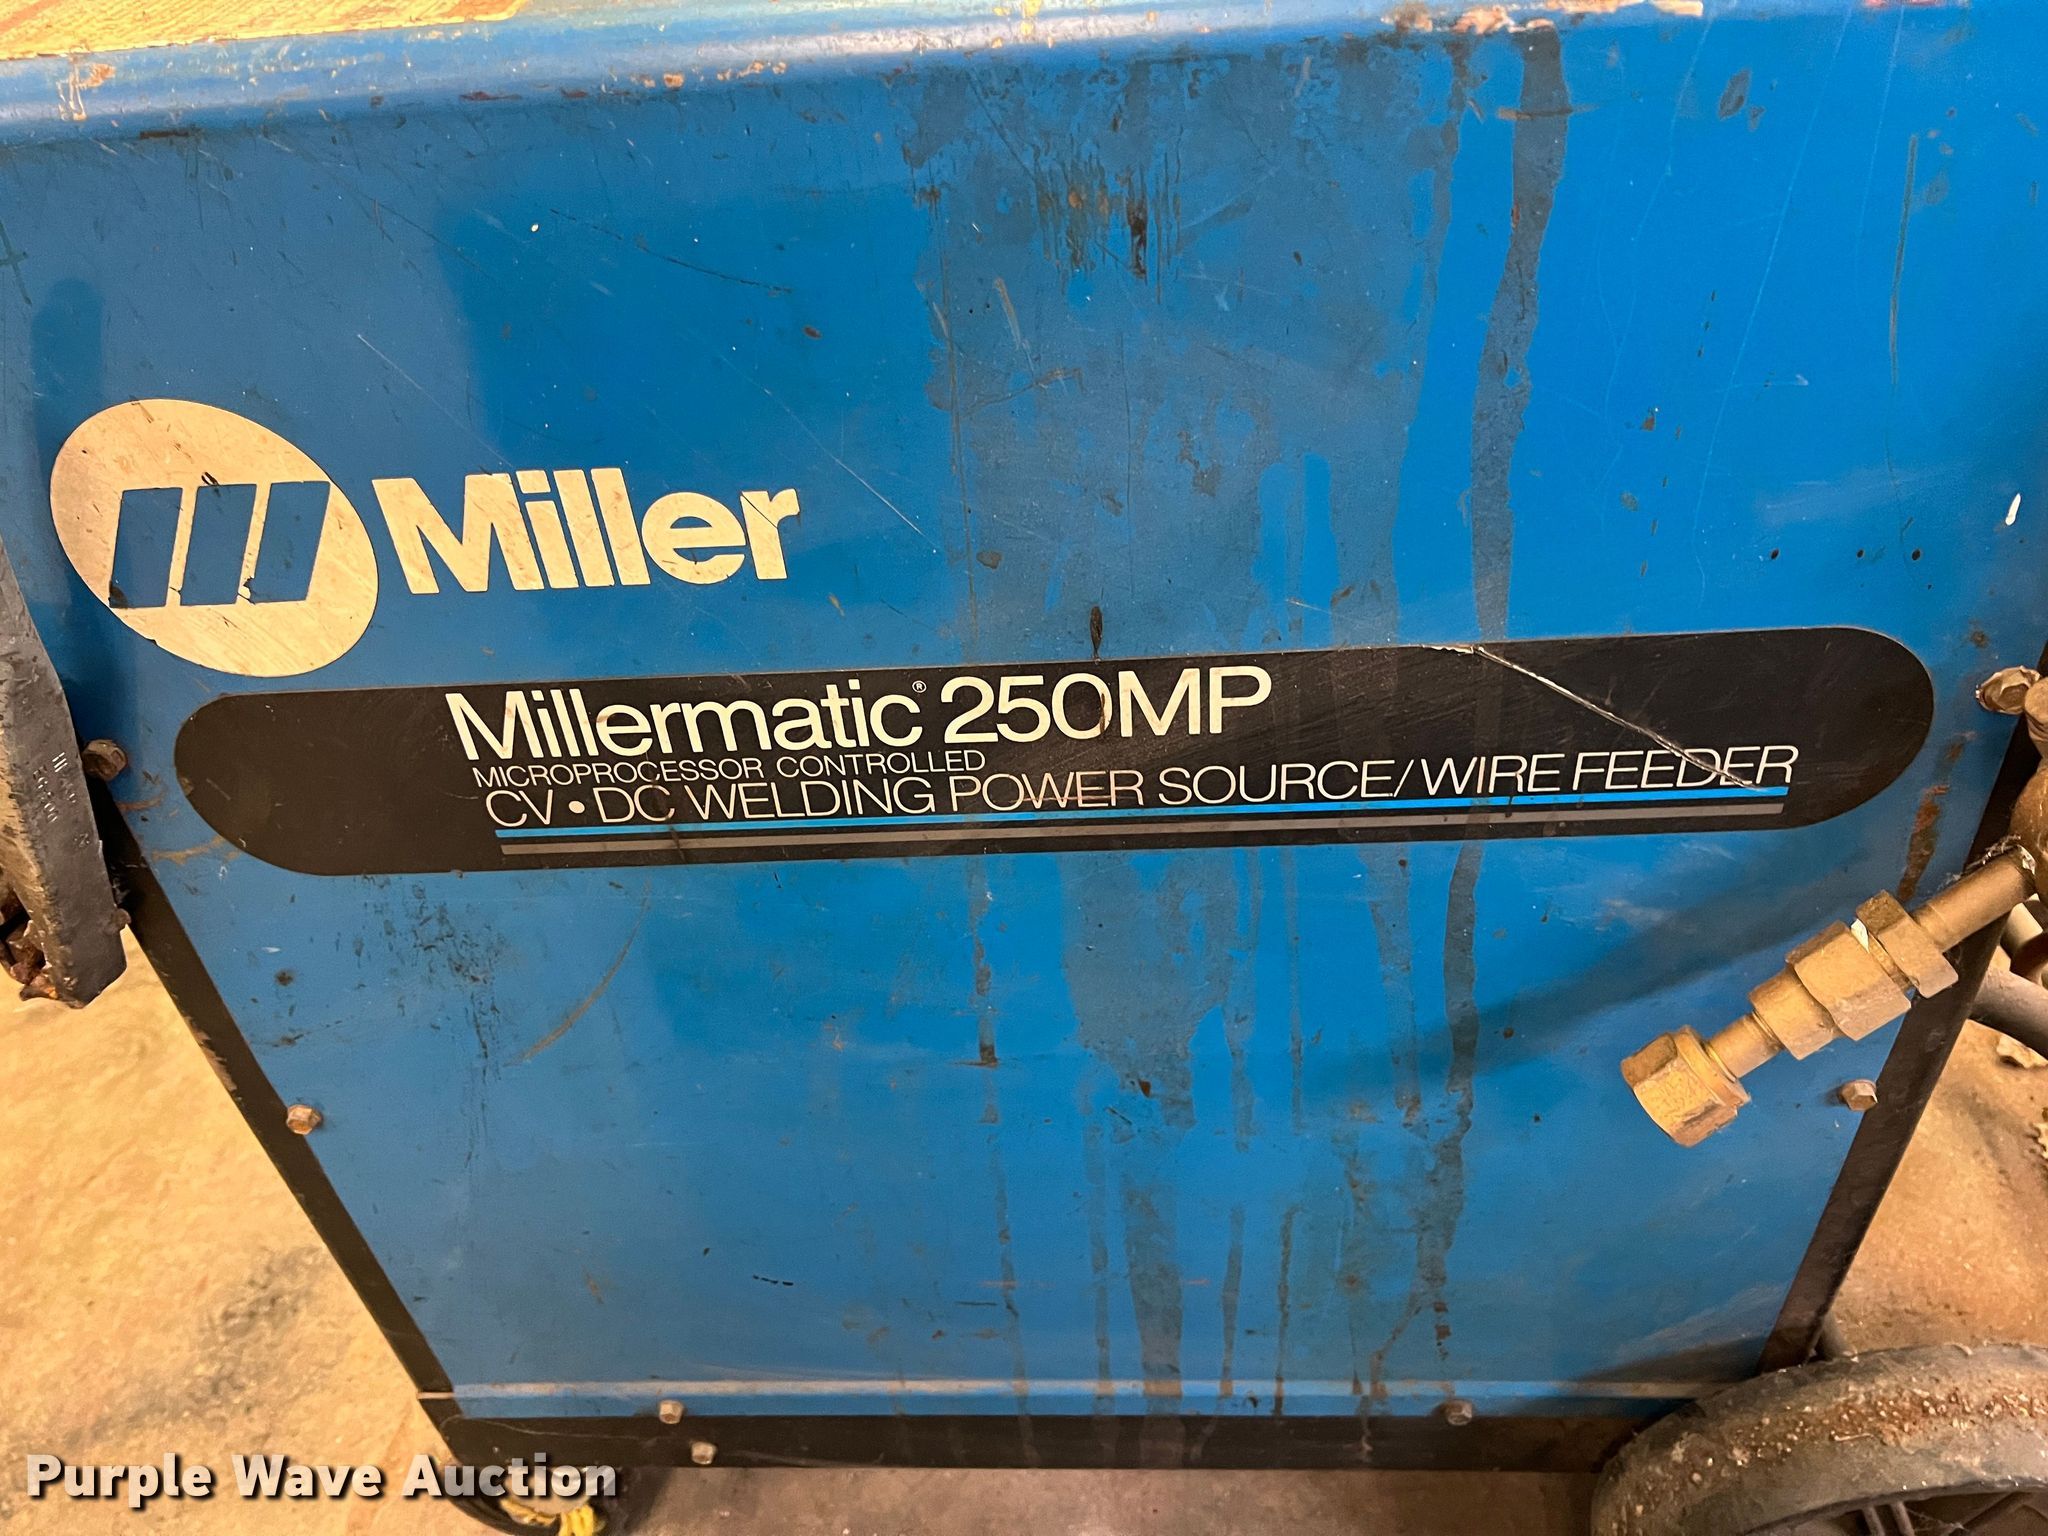 Miller
Millermatic® 250MP
MICROPROCESSOR CONTROLLED
CV • DC WELDING POWER SOURCE/WIRE FEEDER
Purple Wave Auction